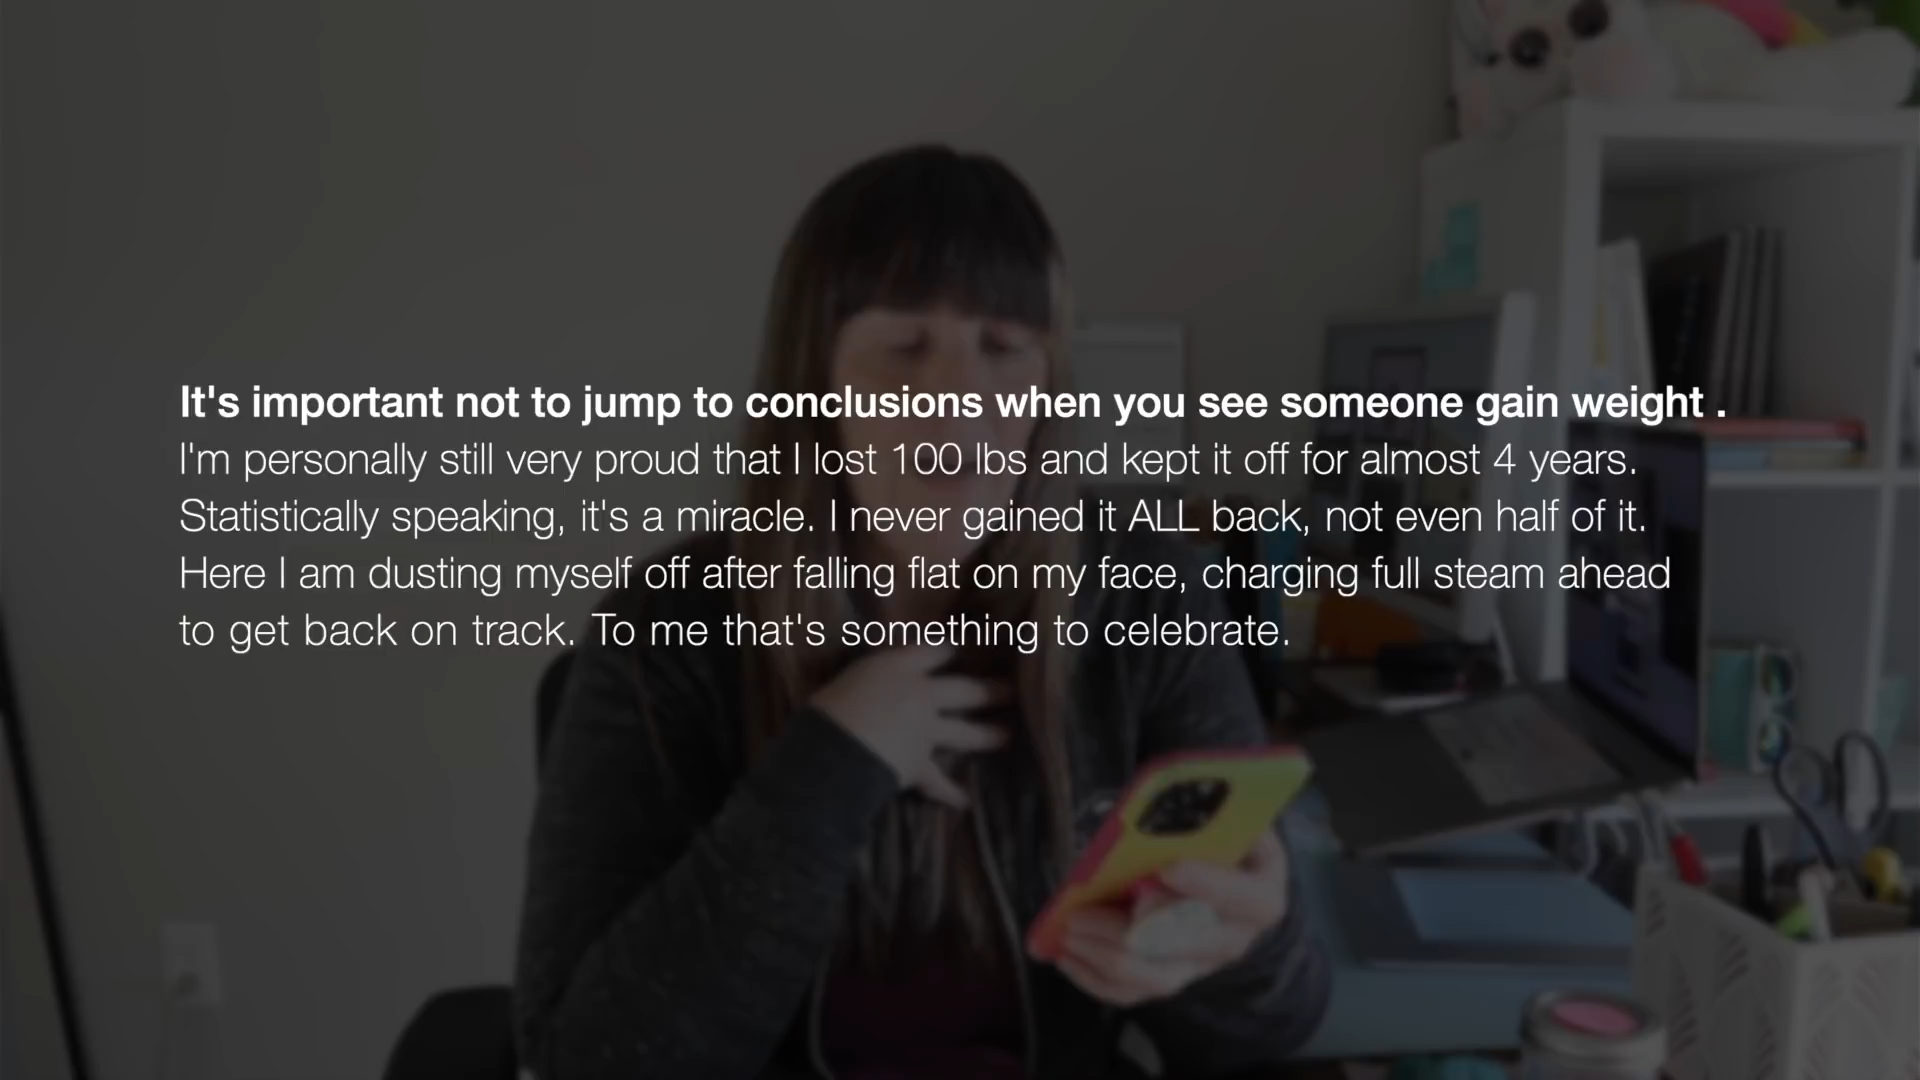 It's important not to jump to conclusions when you see someone gain weight .
I'm personally still very proud that I lost 100 lbs and kept it off for almost 4 years.
Statistically speaking, it's a miracle. I never gained it ALL back, not even half of it.
Here I am dusting myself off after falling flat on my face, charging full steam ahead
to get back on track. To me that's something to celebrate.